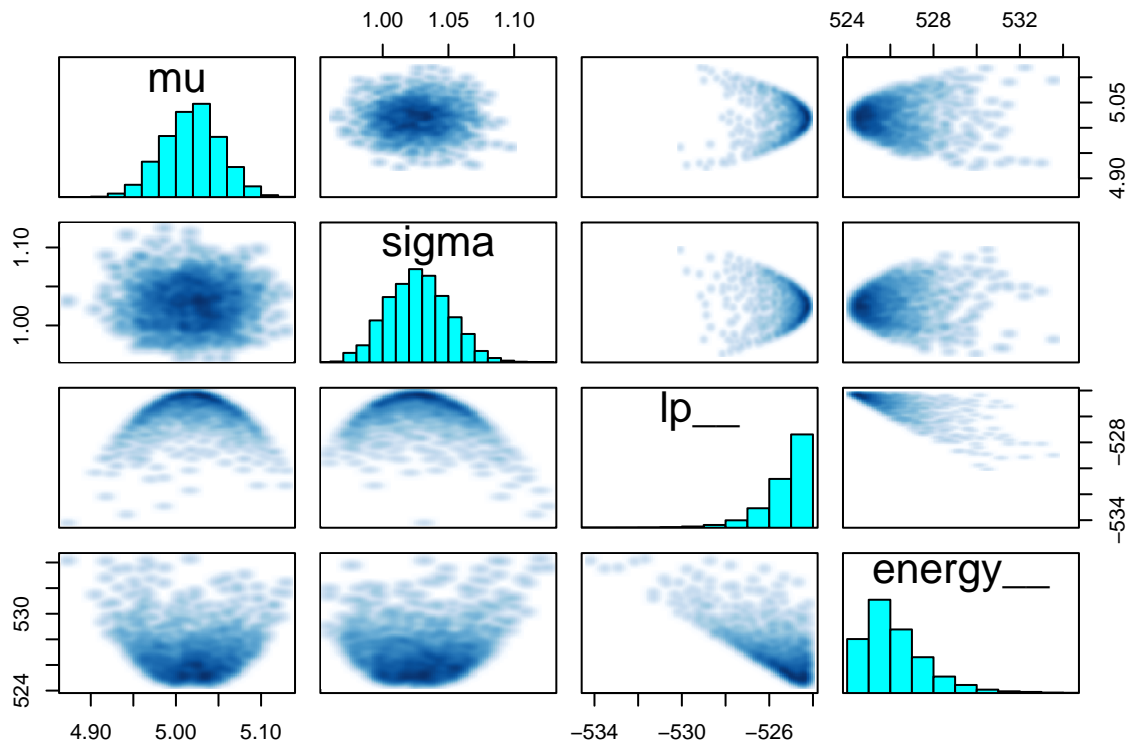 1.00 1.05 1.10 524 528 532
mu
4.90 5.05
sigma
1.00 1.10
lp__
−534 −528
energy__
524 530
4.90 5.00 5.10 −534 −530 −526